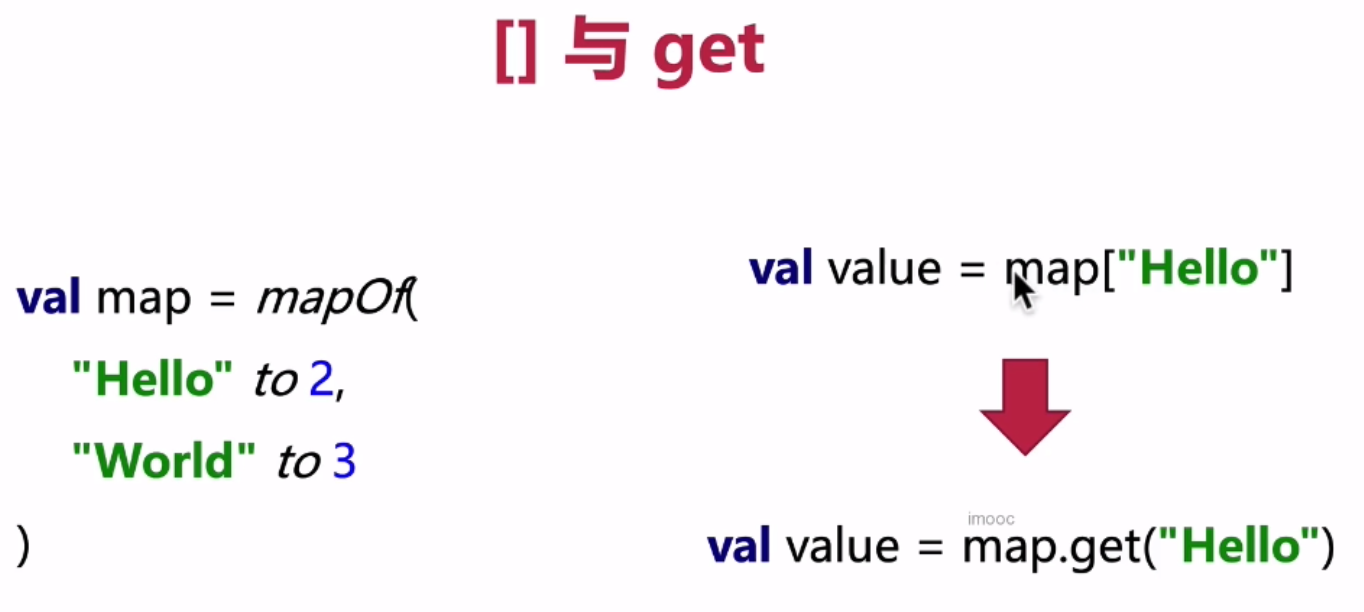 [] 与 get
val map = mapOf(
"Hello" to 2,
"World" to 3
)
val value = map["Hello"]
imooc
val value = map.get("Hello")